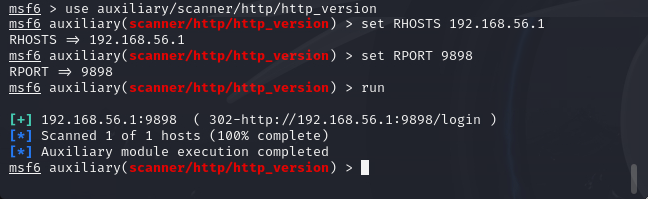 msf6 > use auxiliary/scanner/http/http_version
msf6 auxiliary(scanner/http/http_version) > set RHOSTS 192.168.56.1
RHOSTS => 192.168.56.1
msf6 auxiliary(scanner/http/http_version) > set RPORT 9898
RPORT => 9898
msf6 auxiliary(scanner/http/http_version) > run
[+] 192.168.56.1:9898  ( 302-http://192.168.56.1:9898/login )
[*] Scanned 1 of 1 hosts (100% complete)
[*] Auxiliary module execution completed
msf6 auxiliary(scanner/http/http_version) >